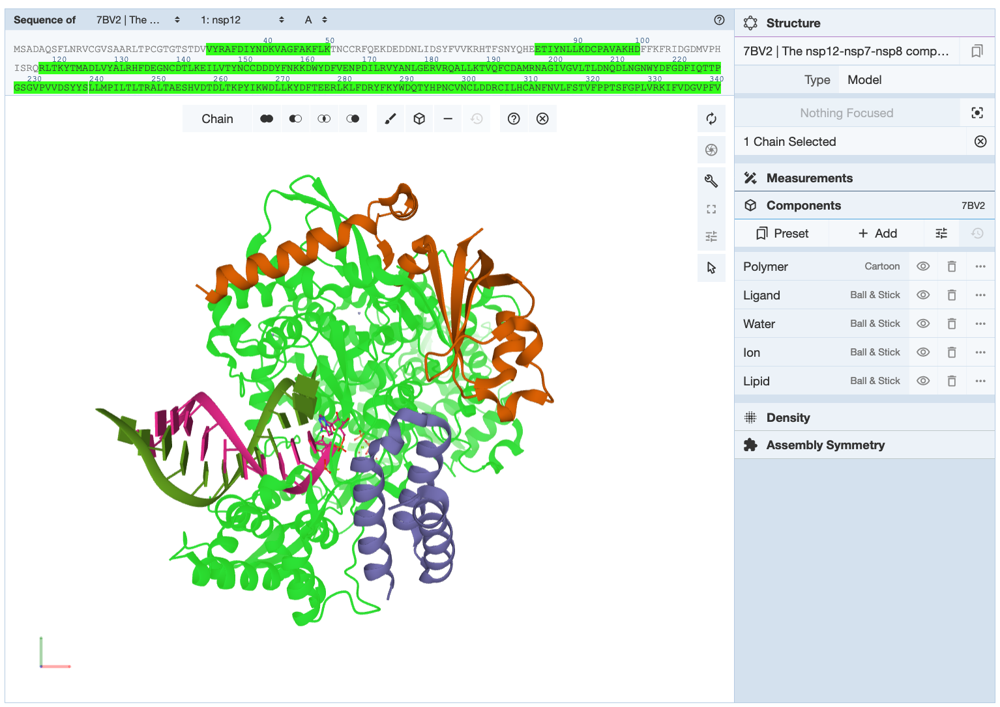 Sequence of 7BV2 | The ... 1: nsp12 A
40 50 90 100
MSADAQSFLNRVCGVSAARLTPCGTGTSTDVVYRAFDIYNDKVAGFAKFLKTNCCRFQEKDEDDNLIDSYFVVKRHTFSNYQHEETIYNLLKDCPAVAKHDFFKFRIDGDMVPH
120 130 140 150 160 170 180 190 200 210 220
ISRQRLTKYTMADLVYALRHFDEGNCDTLKEILVTYNCCDDDYFNKKDWYDFVENPDILRVYANLGERVRQALLKTVQFCDAMRNAGIVGVLTLDNQDLNGNWYDFGDFIQTTP
230 240 250 260 270 280 290 300 310 320 330 340
GSGVPVVDSYYSLLMPILTLTRALTAESHVDTDLTKPYIKWDLLKYDFTEERLKLFDRYFKYWDQTYHPNCVNCLDDRCILHCANFNVLFSTVFPPTSFGPLVRKIFVDGVPFV
Chain
Structure
7BV2 | The nsp12-nsp7-nsp8 comp...
Type Model
Nothing Focused
1 Chain Selected
Measurements
Components 7BV2
Preset Add
Polymer Cartoon
Ligand Ball & Stick
Water Ball & Stick
Ion Ball & Stick
Lipid Ball & Stick
Density
Assembly Symmetry